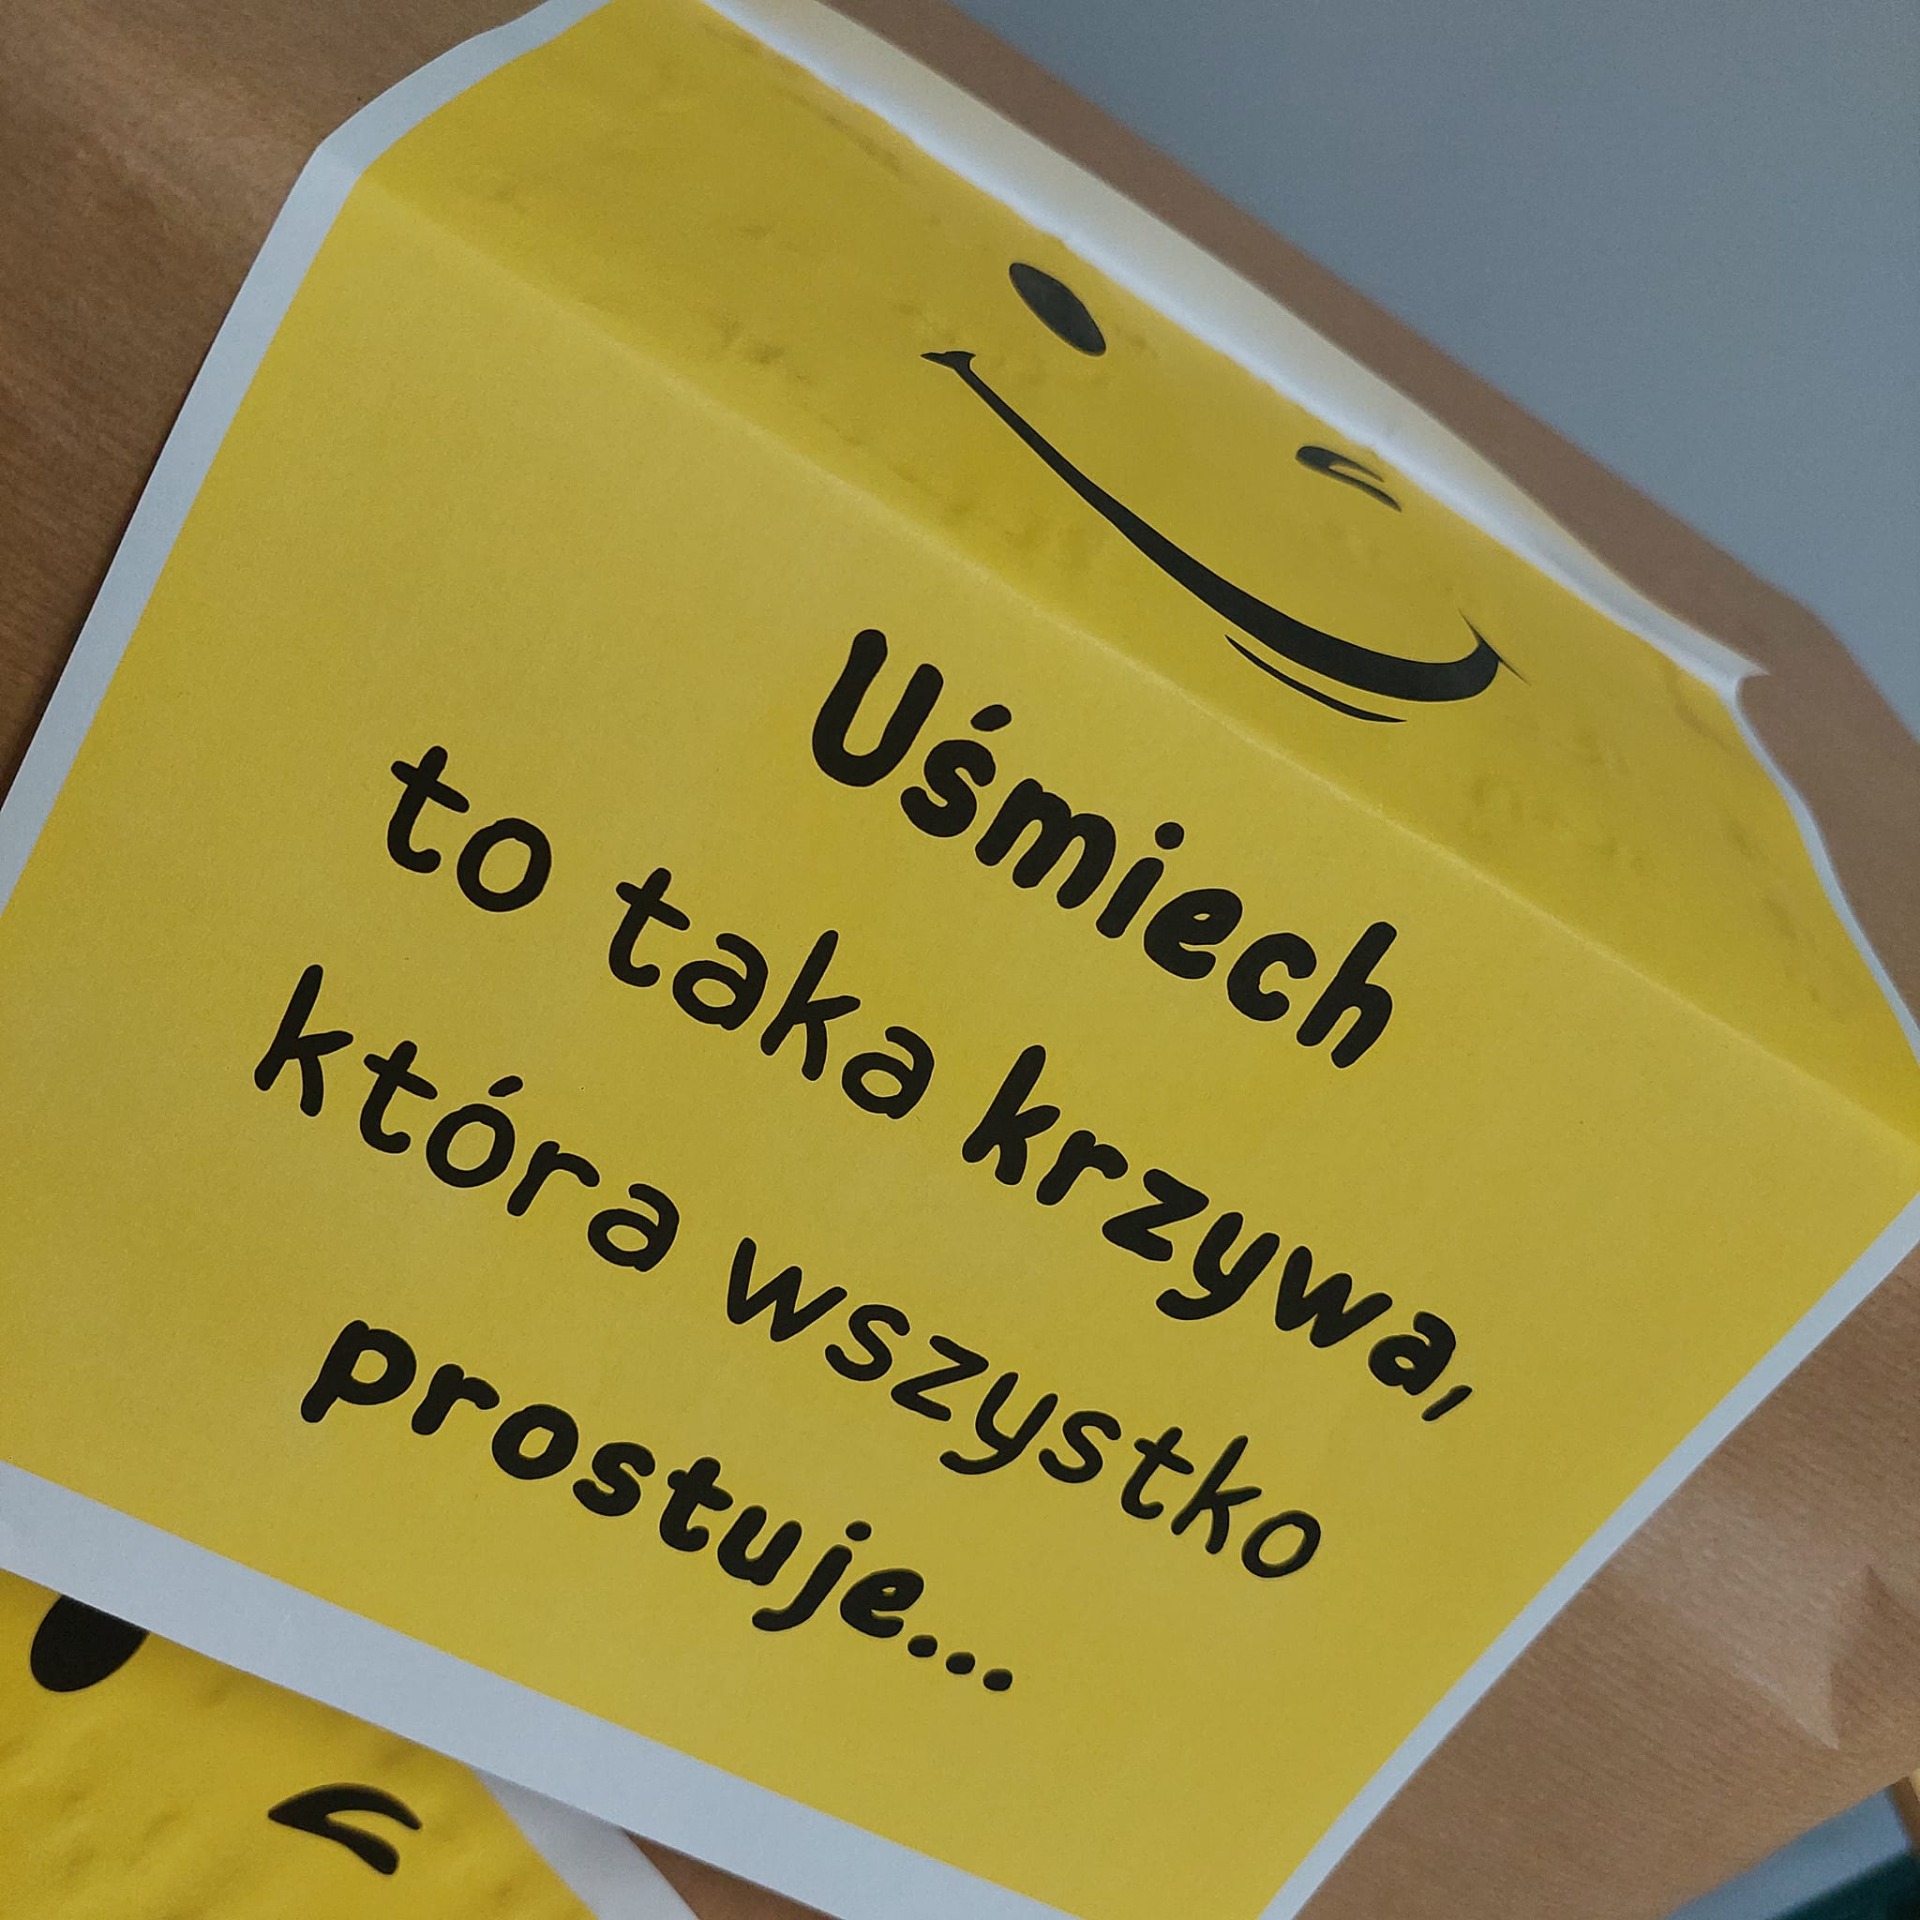 Uśmiech
to taka krzywa,
która wszystko
prostuje...